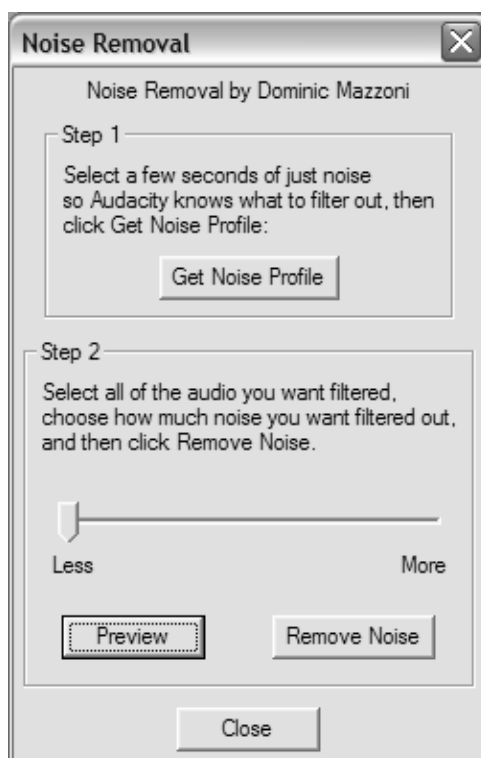 Noise Removal
Noise Removal by Dominic Mazzoni
Step 1
Select a few seconds of just noise
so Audacity knows what to filter out, then
click Get Noise Profile:
Get Noise Profile
Step 2
Select all of the audio you want filtered,
choose how much noise you want filtered out,
and then click Remove Noise.
Less More
Preview Remove Noise
Close